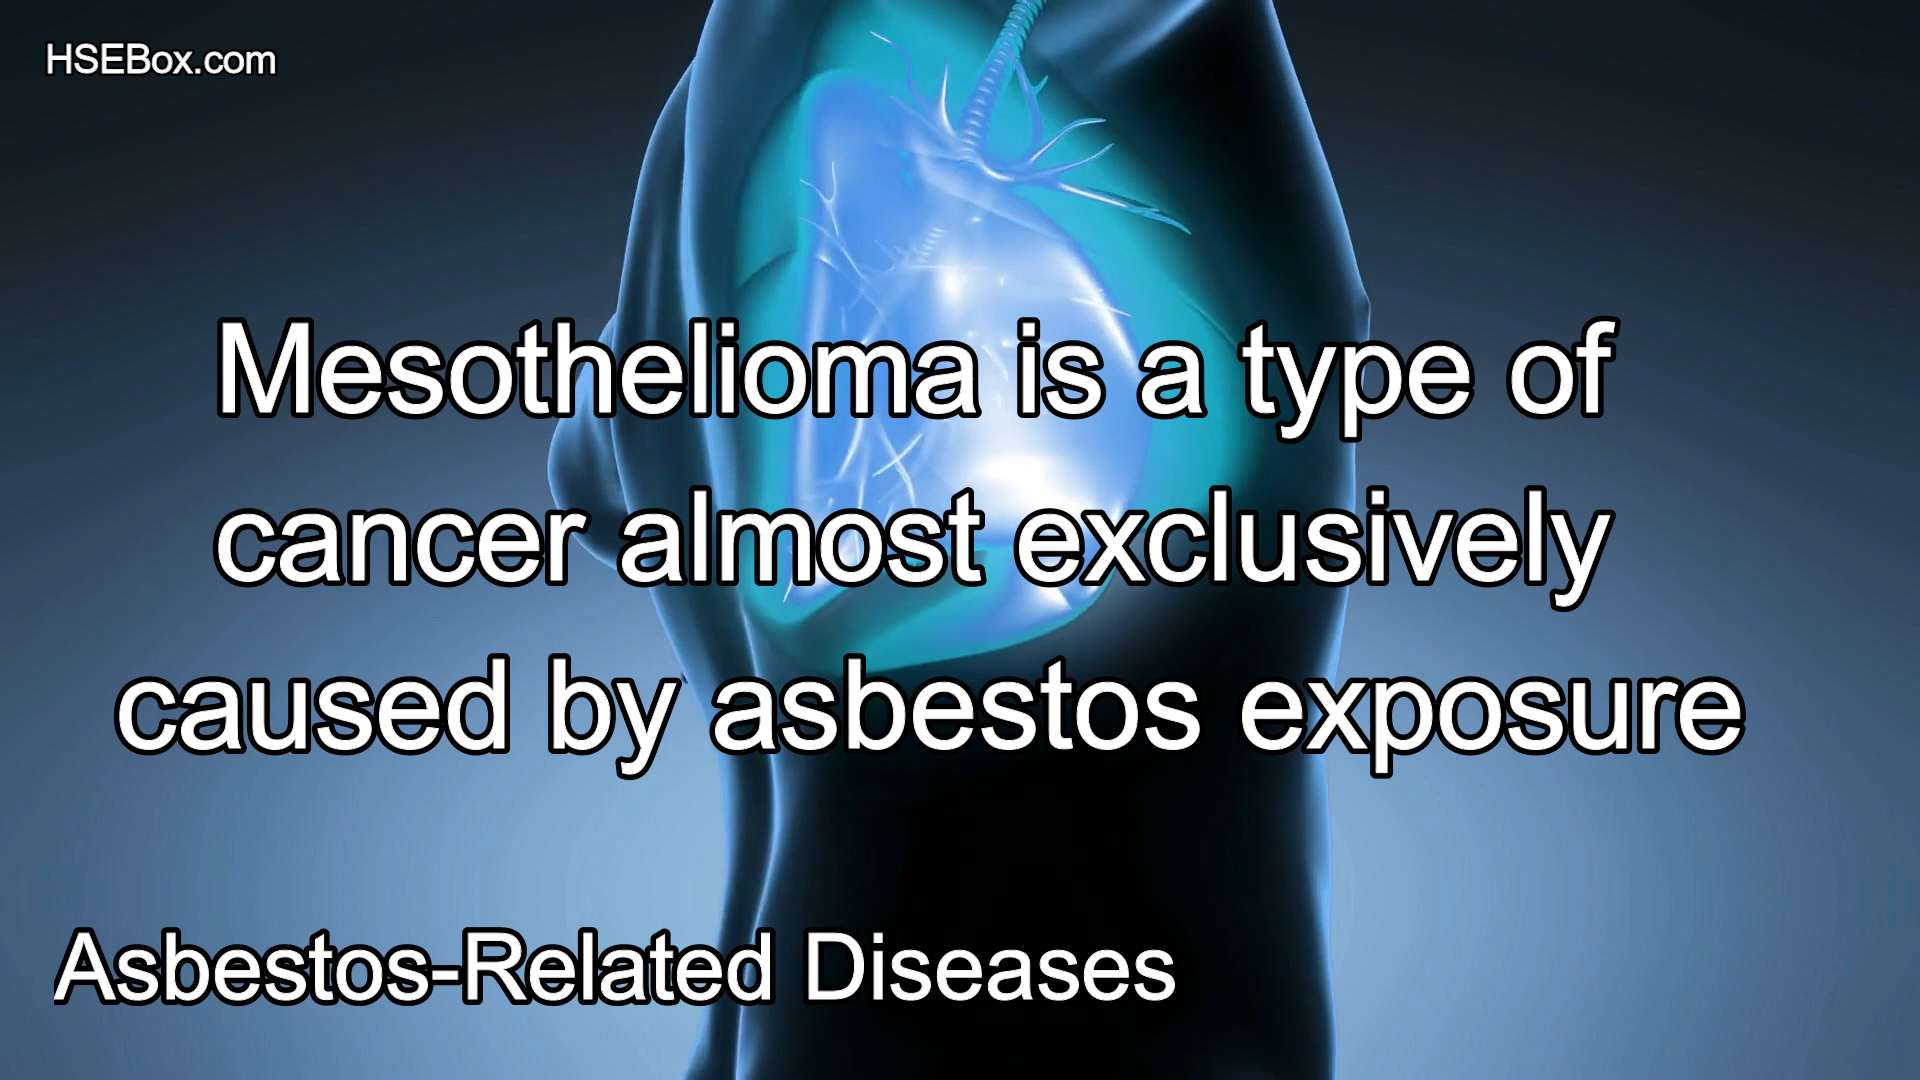 HSEBox.com
Mesothelioma is a type of
cancer almost exclusively
caused by asbestos exposure
Asbestos-Related Diseases